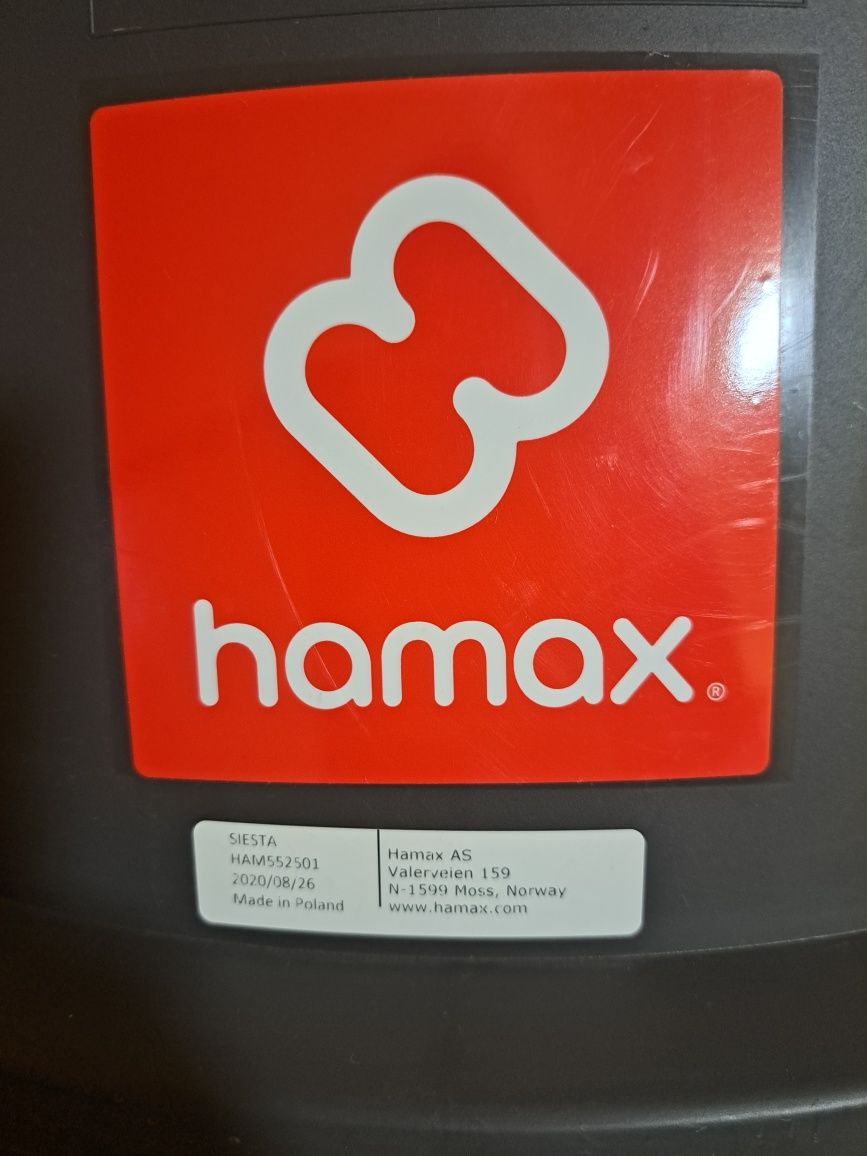 hamax®
SIESTA
HAM552501
2020/08/26
Made in Poland
Hamax AS
Valerveien 159
N-1599 Moss, Norway
www.hamax.com